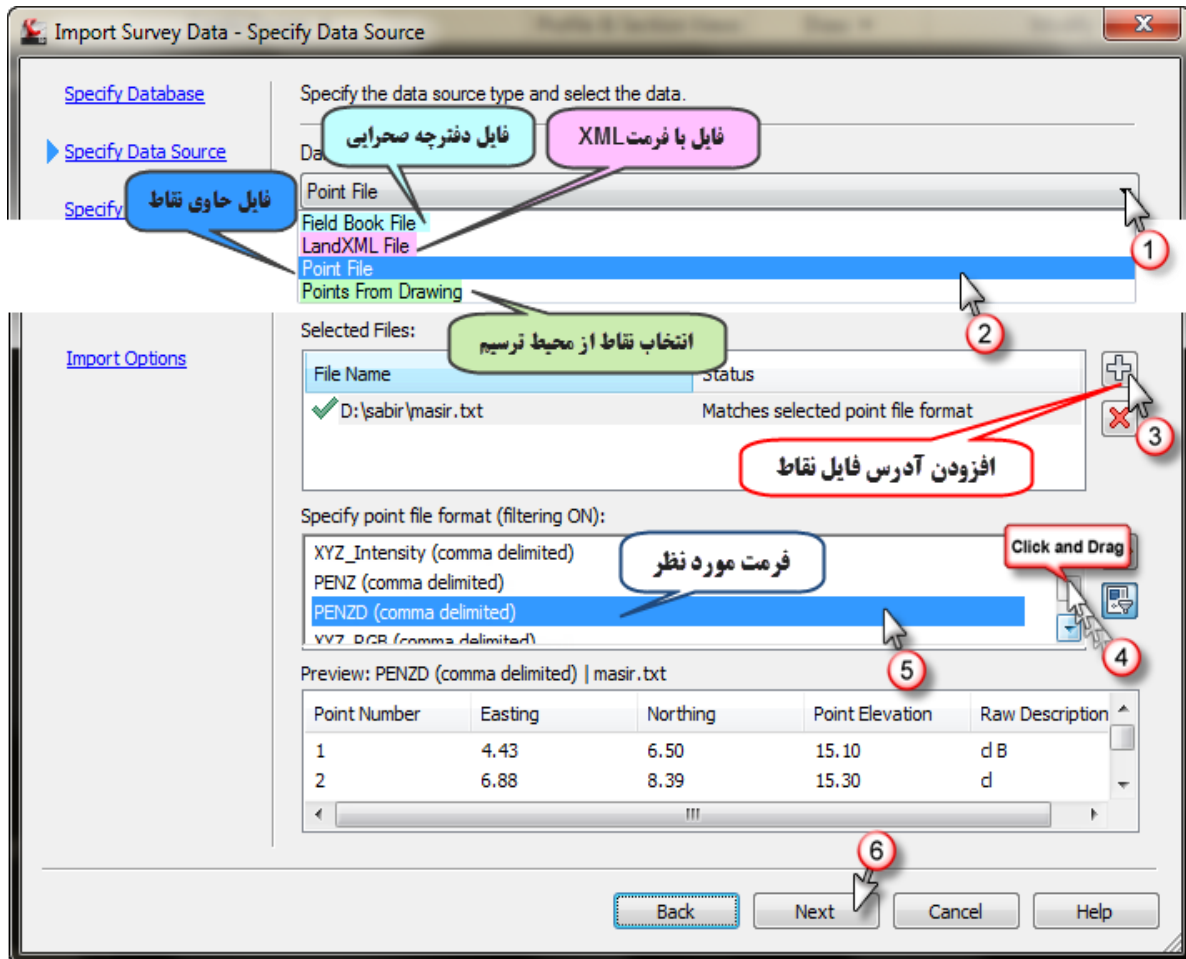 Import Survey Data - Specify Data Source
Specify Database
Specify the data source type and select the data.
فایل دفترچه صحرایی
فایل با فرمت XML
Specify Data Source
Da
فایل حاوی نقاط
Point File
Specify
Field Book File
LandXML File
1
Point File
Points From Drawing
2
Selected Files:
انتخاب نقاط از محیط ترسیم
Import Options
File Name
Status
D:\sabir\masir.txt
Matches selected point file format
3
افزودن آدرس فایل نقاط
Specify point file format (filtering ON):
XYZ_Intensity (comma delimited)
فرمت مورد نظر
Click and Drag
PENZ (comma delimited)
PENZD (comma delimited)
XYZ_RGB (comma delimited)
4
5
Preview: PENZD (comma delimited) | masir.txt
Point Number Easting Northing Point Elevation Raw Description
1 4.43 6.50 15.10 cl B
2 6.88 8.39 15.30 cl
6
Back Next Cancel Help